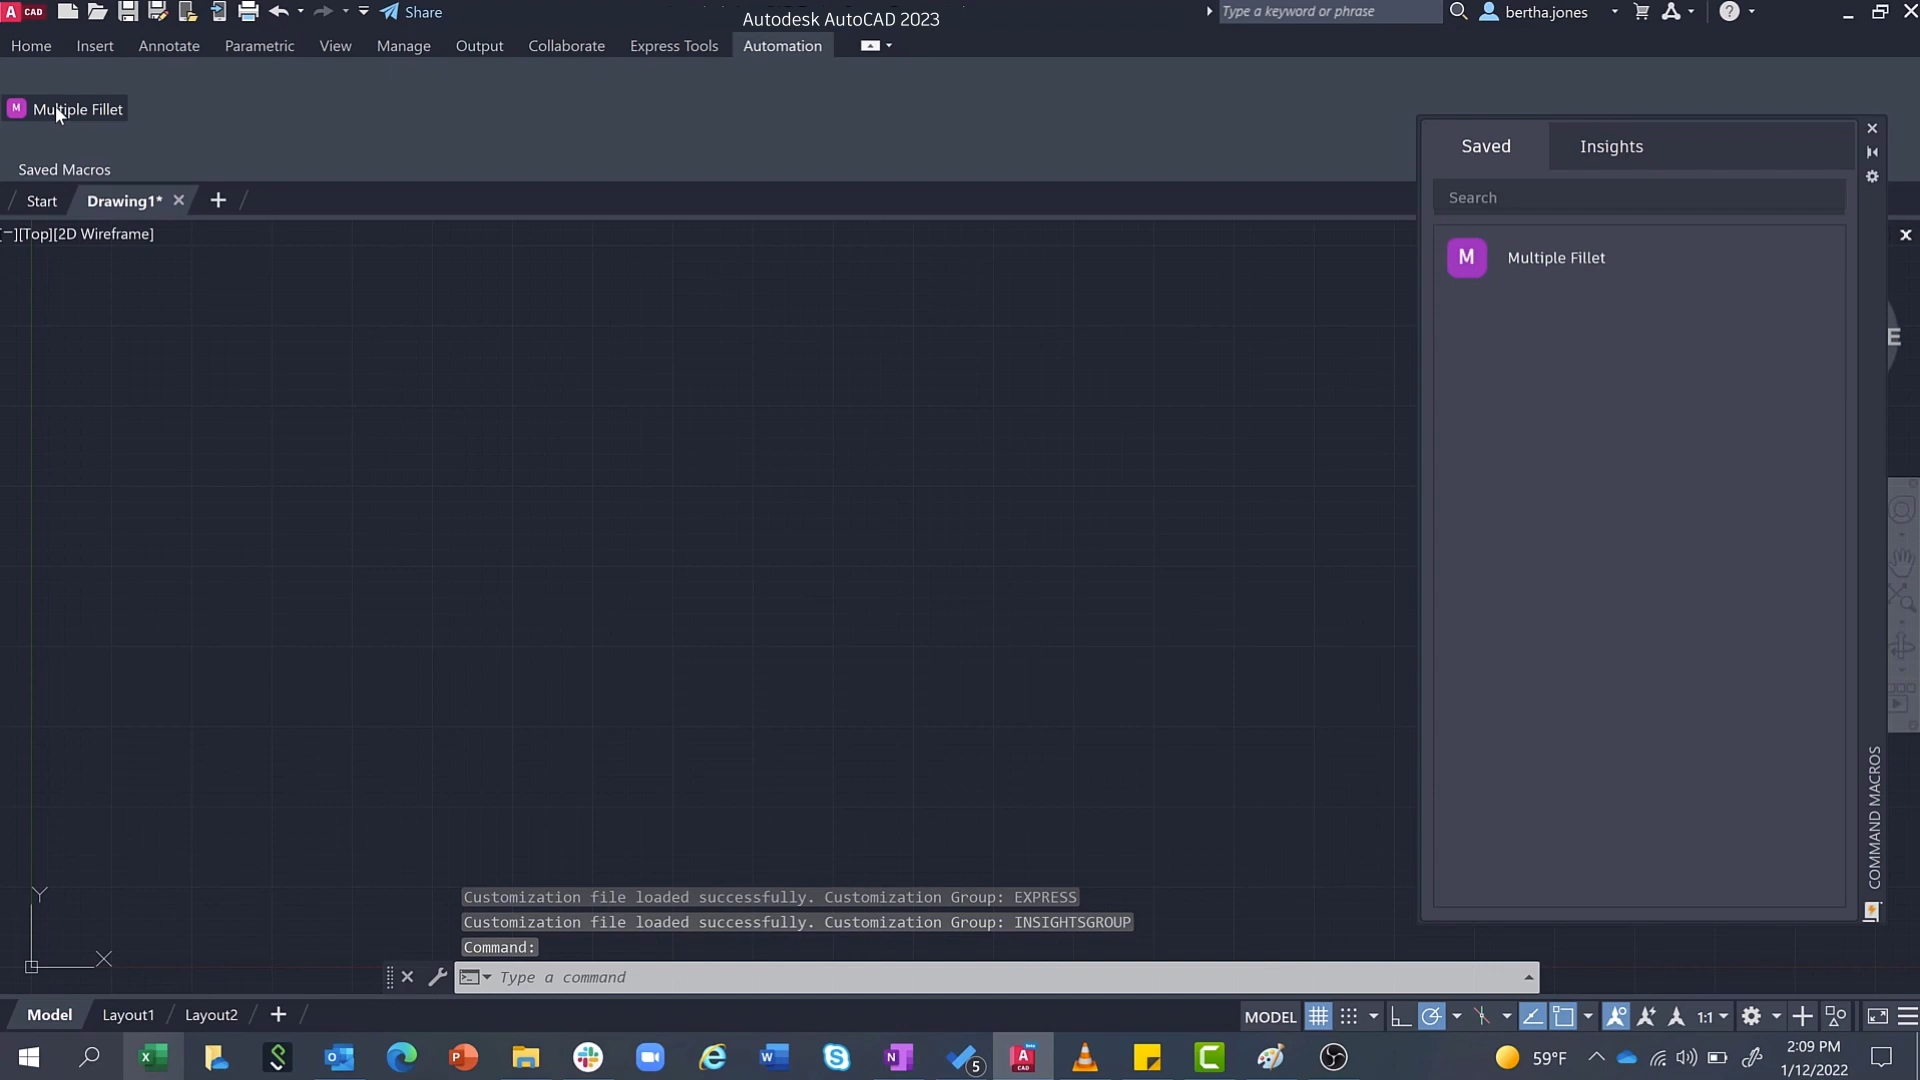 A CAD
Share
Autodesk AutoCAD 2023
Type a keyword or phrase
bertha.jones
Home Insert Annotate Parametric View Manage Output Collaborate Express Tools Automation
M Multiple Fillet
Saved Macros
Start Drawing1*
[−][Top][2D Wireframe]
Saved Insights
Search
M Multiple Fillet
E
COMMAND MACROS
Y
X
Customization file loaded successfully. Customization Group: EXPRESS
Customization file loaded successfully. Customization Group: INSIGHTSGROUP
Command:
Type a command
Model Layout1 Layout2
MODEL 1:1
5
59°F
2:09 PM
1/12/2022